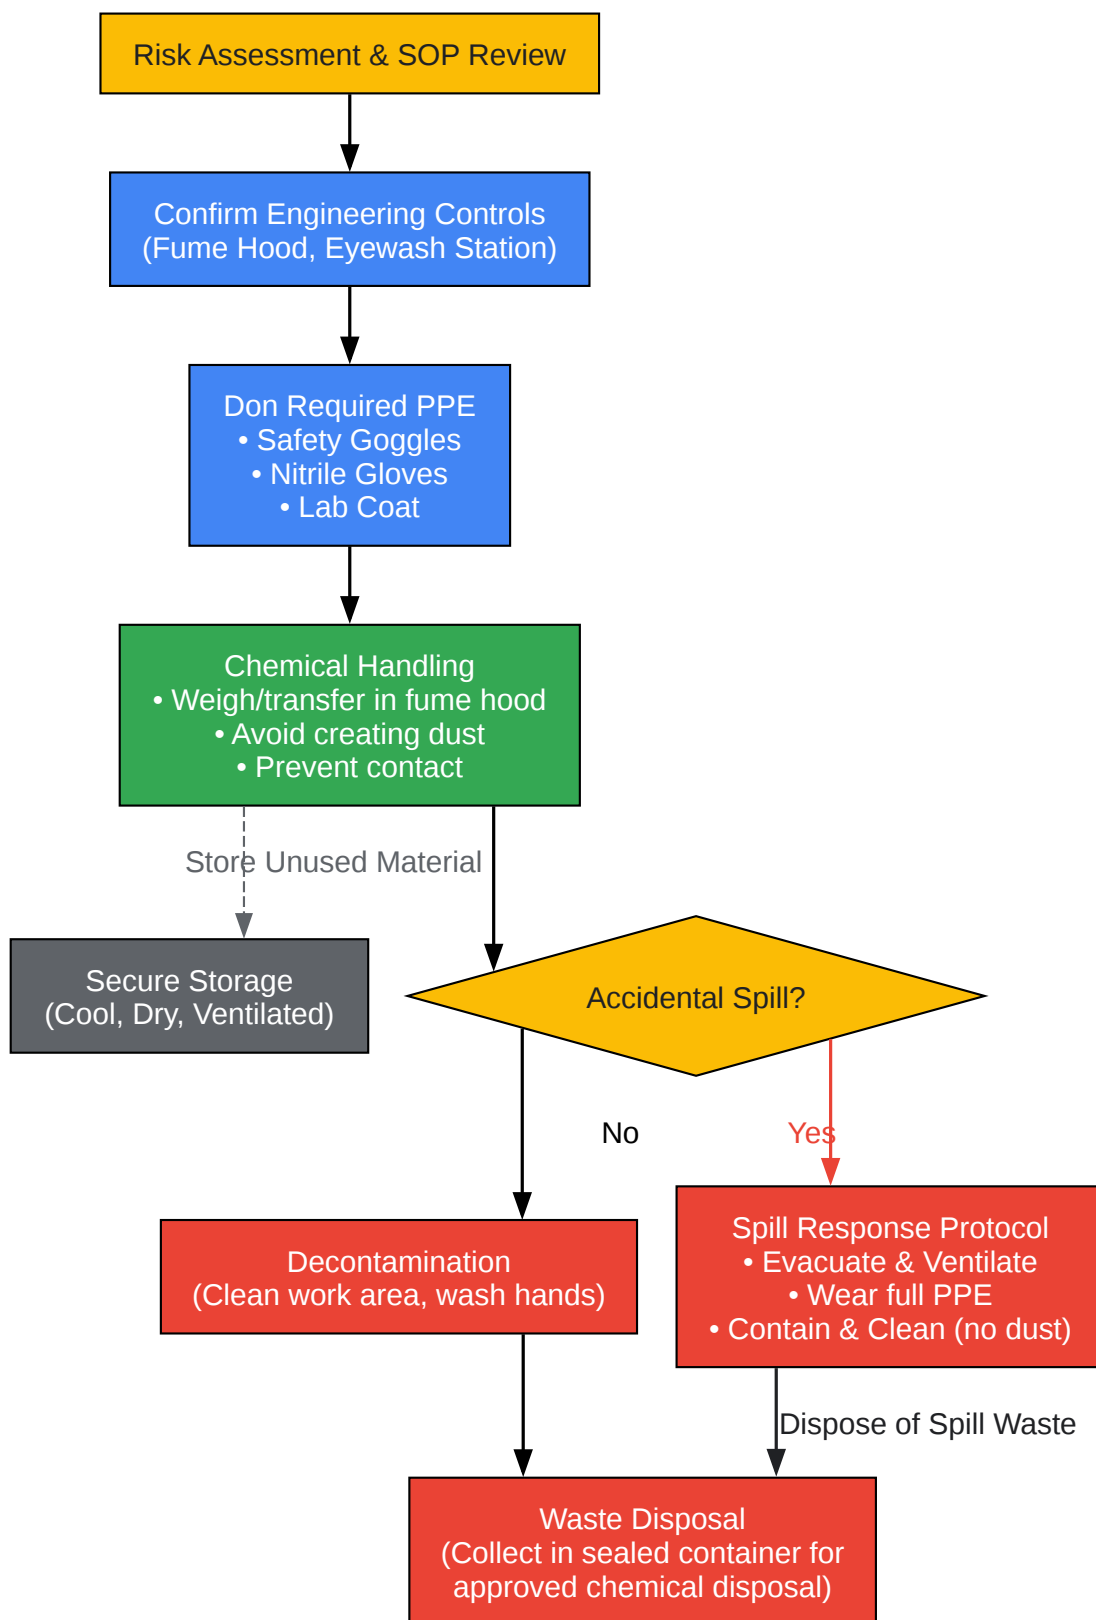 Risk Assessment & SOP Review
Confirm Engineering Controls
(Fume Hood, Eyewash Station)
Don Required PPE
• Safety Goggles
• Nitrile Gloves
• Lab Coat
Chemical Handling
• Weigh/transfer in fume hood
• Avoid creating dust
• Prevent contact
Store Unused Material
Secure Storage
(Cool, Dry, Ventilated)
Accidental Spill?
No
Yes
Decontamination
(Clean work area, wash hands)
Spill Response Protocol
• Evacuate & Ventilate
• Wear full PPE
• Contain & Clean (no dust)
Dispose of Spill Waste
Waste Disposal
(Collect in sealed container for
approved chemical disposal)